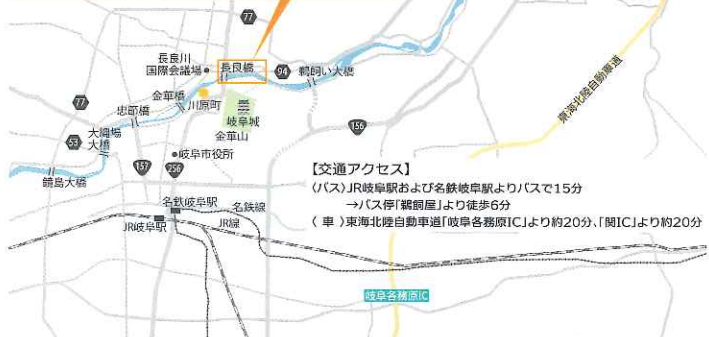 77
長良川
国際会議場
長良橋
94
鵜飼い大橋
東海北陸自動車道
金華橋
77
川原町
忠節橋
岐阜城
156
金華山
大縄場
大橋
53
岐阜市役所
157
256
鏡島大橋
【交通アクセス】
〈バス〉JR岐阜駅および名鉄岐阜駅よりバスで15分
→バス停「鵜飼屋」より徒歩6分
〈 車 〉東海北陸自動車道「岐阜各務原IC」より約20分、「関IC」より約20分
名鉄岐阜駅
名鉄線
JR岐阜駅
JR線
岐阜各務原IC